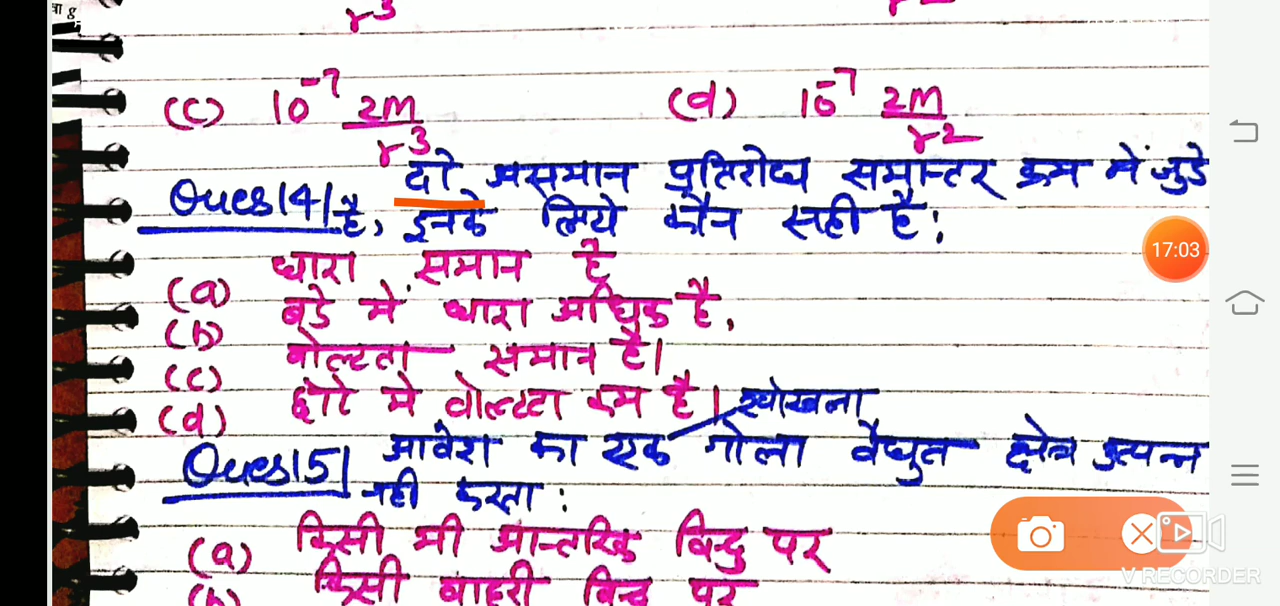 r3
(c) 10-7 2M/r3 (d) 10-7 2M/r2
Ques14| दो असमान प्रतिरोध समान्तर क्रम में जुडे
है, इनके लिये कौन सही है:
(a) धारा समान है
(b) बडे में धारा अधिक है,
(c) वोल्टता समान है।
(d) छोटे मे वोल्टता कम है।
खोखला
Ques15| आवेश का एक गोला वैधुत क्षेत्र उत्पन्न
नही करता:
(a) किसी भी आन्तरिक बिन्दु पर
(b) किसी बाहरी बिन्दु पर
17:03
V RECORDER